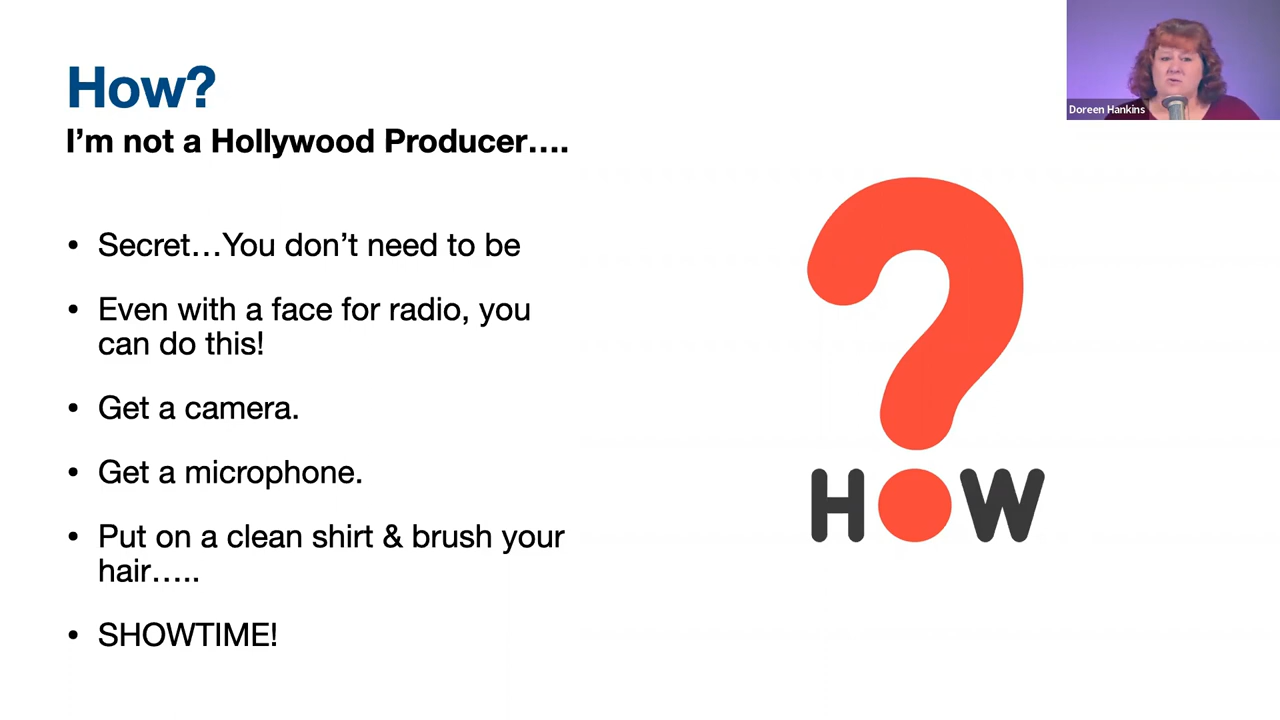 How?
I’m not a Hollywood Producer….
• Secret…You don’t need to be
• Even with a face for radio, you
can do this!
• Get a camera.
• Get a microphone.
• Put on a clean shirt & brush your
hair…..
• SHOWTIME!
HOW
Doreen Hankins